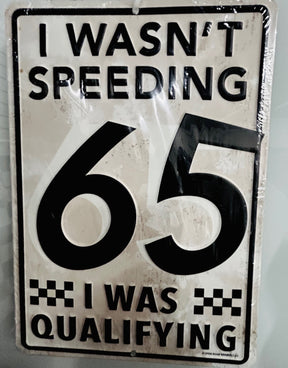 I WASN'T
SPEEDING
65
I WAS
QUALIFYING